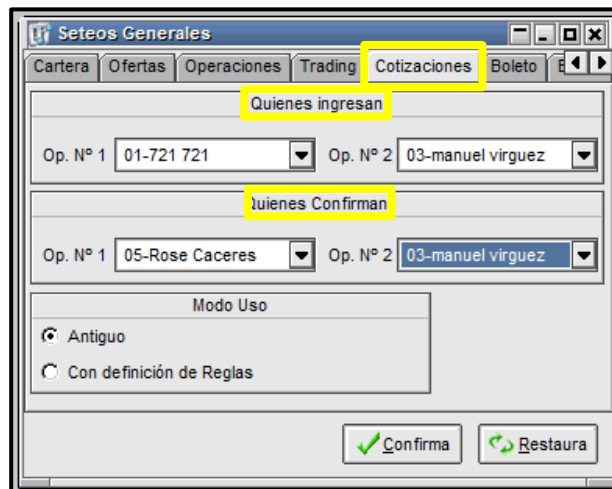 Seteos Generales
Cartera Ofertas Operaciones Trading Cotizaciones Boleto
Quienes ingresan
Op. Nº 1 01-721 721 Op. Nº 2 03-manuel virguez
Quienes Confirman
Op. Nº 1 05-Rose Caceres Op. Nº 2 03-manuel virguez
Modo Uso
Antiguo
Con definición de Reglas
Confirma Restaura